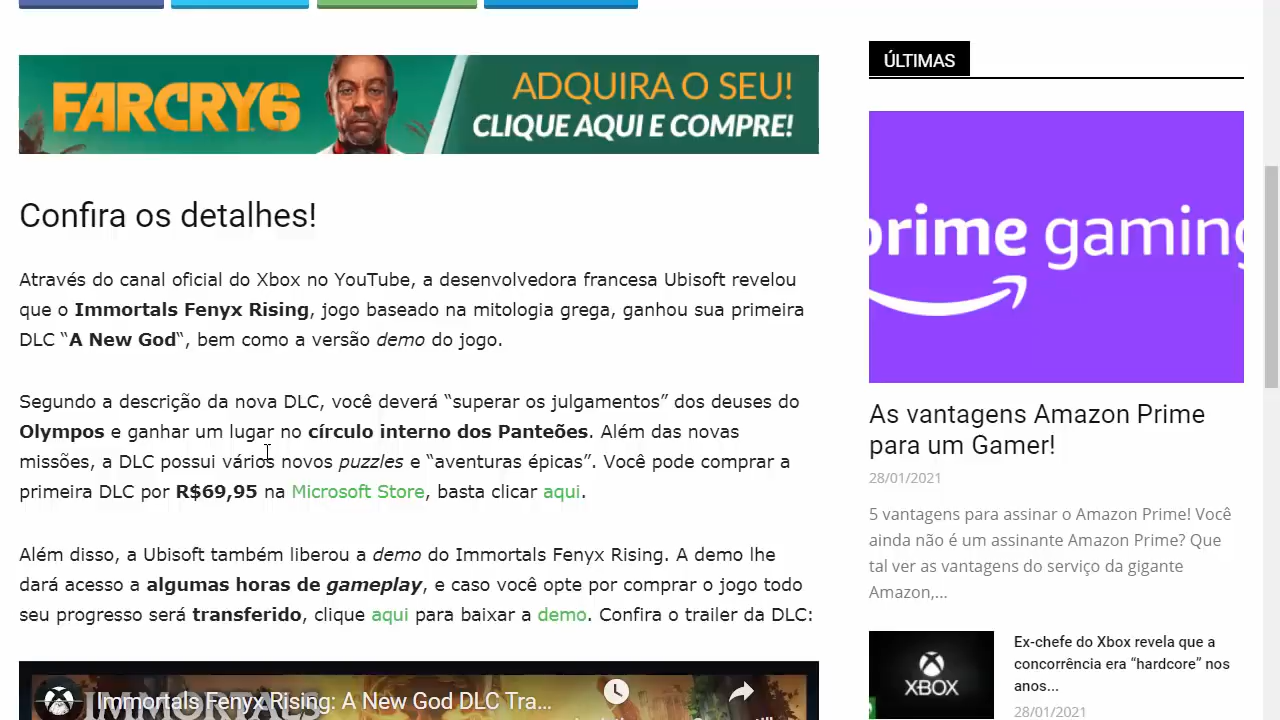 FARCRY6
ADQUIRA O SEU!
CLIQUE AQUI E COMPRE!
Confira os detalhes!
Através do canal oficial do Xbox no YouTube, a desenvolvedora francesa Ubisoft revelou
que o Immortals Fenyx Rising, jogo baseado na mitologia grega, ganhou sua primeira
DLC “A New God“, bem como a versão demo do jogo.
Segundo a descrição da nova DLC, você deverá “superar os julgamentos” dos deuses do
Olympos e ganhar um lugar no círculo interno dos Panteões. Além das novas
missões, a DLC possui vários novos puzzles e “aventuras épicas”. Você pode comprar a
primeira DLC por R$69,95 na Microsoft Store, basta clicar aqui.
Além disso, a Ubisoft também liberou a demo do Immortals Fenyx Rising. A demo lhe
dará acesso a algumas horas de gameplay, e caso você opte por comprar o jogo todo
seu progresso será transferido, clique aqui para baixar a demo. Confira o trailer da DLC:
Immortals Fenyx Rising: A New God DLC Tra...
IMMORTALS
ÚLTIMAS
prime gaming
As vantagens Amazon Prime
para um Gamer!
28/01/2021
5 vantagens para assinar o Amazon Prime! Você
ainda não é um assinante Amazon Prime? Que
tal ver as vantagens do serviço da gigante
Amazon,...
XBOX
Ex-chefe do Xbox revela que a
concorrência era “hardcore” nos
anos...
28/01/2021